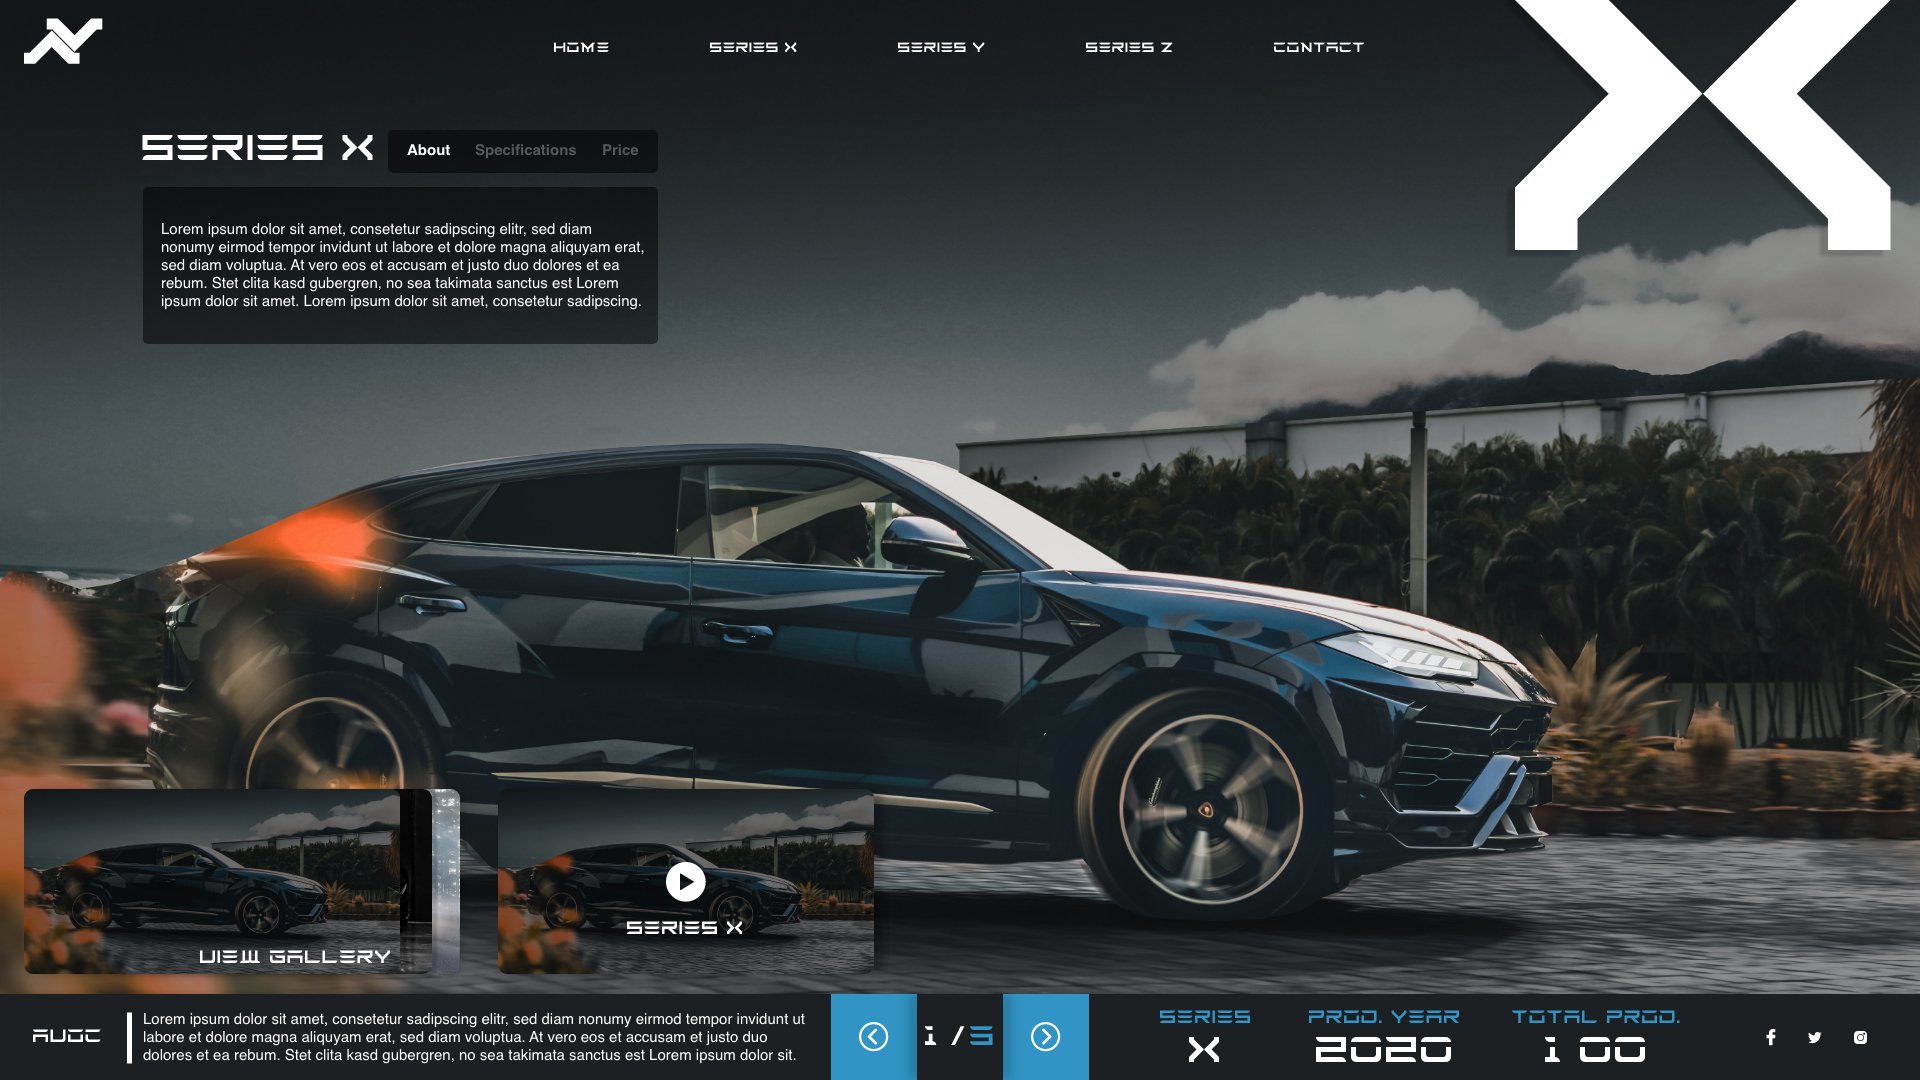 HOME
SERIES X
SERIES Y
SERIES Z
CONTACT
X
SERIES X
About
Specifications
Price
Lorem ipsum dolor sit amet, consetetur sadipscing elitr, sed diam
nonumy eirmod tempor invidunt ut labore et dolore magna aliquyam erat,
sed diam voluptua. At vero eos et accusam et justo duo dolores et ea
rebum. Stet clita kasd gubergren, no sea takimata sanctus est Lorem
ipsum dolor sit amet. Lorem ipsum dolor sit amet, consetetur sadipscing.
VIEW GALLERY
SERIES X
Lorem ipsum dolor sit amet, consetetur sadipscing elitr, sed diam nonumy eirmod tempor invidunt ut
labore et dolore magna aliquyam erat, sed diam voluptua. At vero eos et accusam et justo duo
dolores et ea rebum. Stet clita kasd gubergren, no sea takimata sanctus est Lorem ipsum dolor sit.
1 /5
SERIES
X
PROD. YEAR
2020
TOTAL PROD.
100